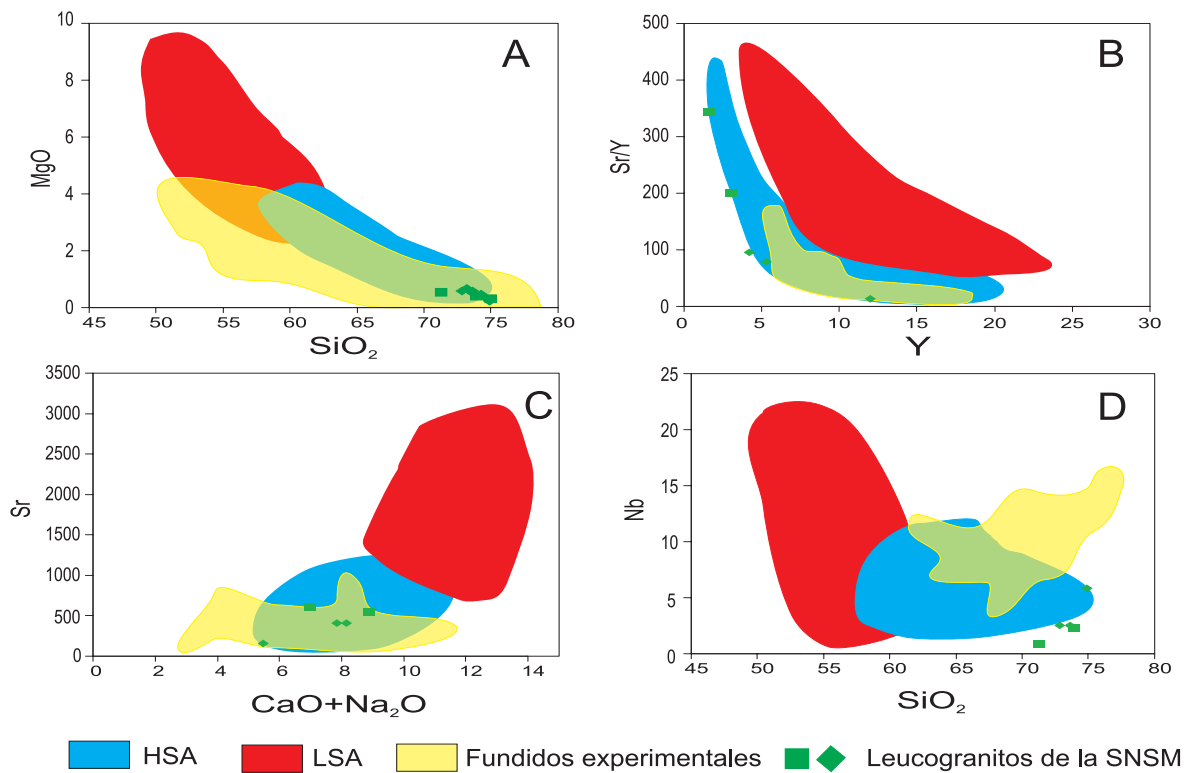 A
MgO
10
8
6
4
2
0
45 50 55 60 65 70 75 80
SiO₂
B
Sr/Y
500
400
300
200
100
0
0 5 10 15 20 25 30
Y
C
Sr
3500
3000
2500
2000
1500
1000
500
0
0 2 4 6 8 10 12 14
CaO+Na₂O
D
Nb
25
20
15
10
5
0
45 50 55 60 65 70 75 80
SiO₂
HSA LSA Fundidos experimentales Leucogranitos de la SNSM